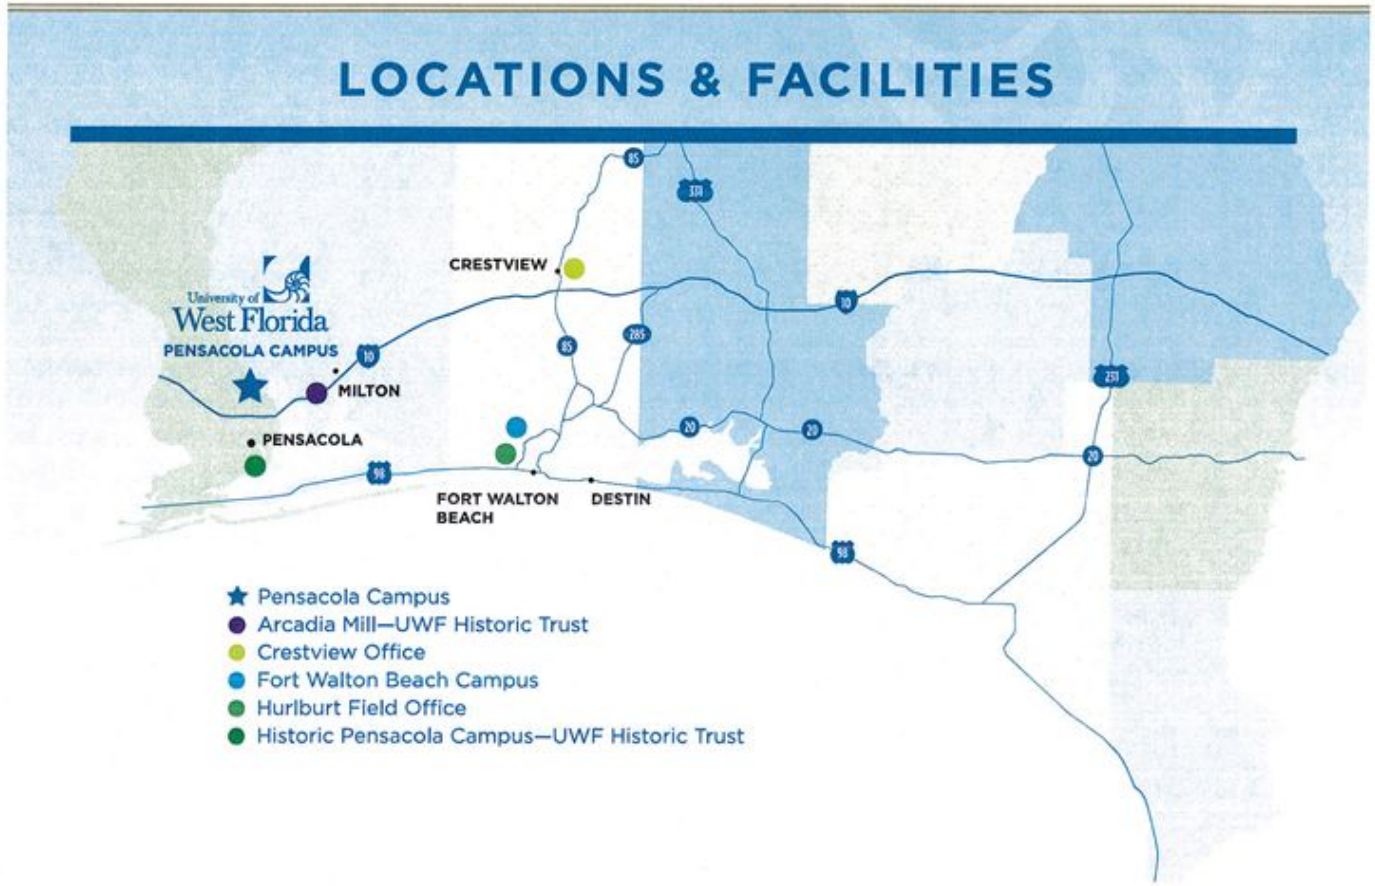 LOCATIONS & FACILITIES
85
331
CRESTVIEW
University of
West Florida
PENSACOLA CAMPUS
10
10
85
285
231
MILTON
PENSACOLA
20
20
20
98
FORT WALTON
BEACH
DESTIN
98
Pensacola Campus
Arcadia Mill—UWF Historic Trust
Crestview Office
Fort Walton Beach Campus
Hurlburt Field Office
Historic Pensacola Campus—UWF Historic Trust